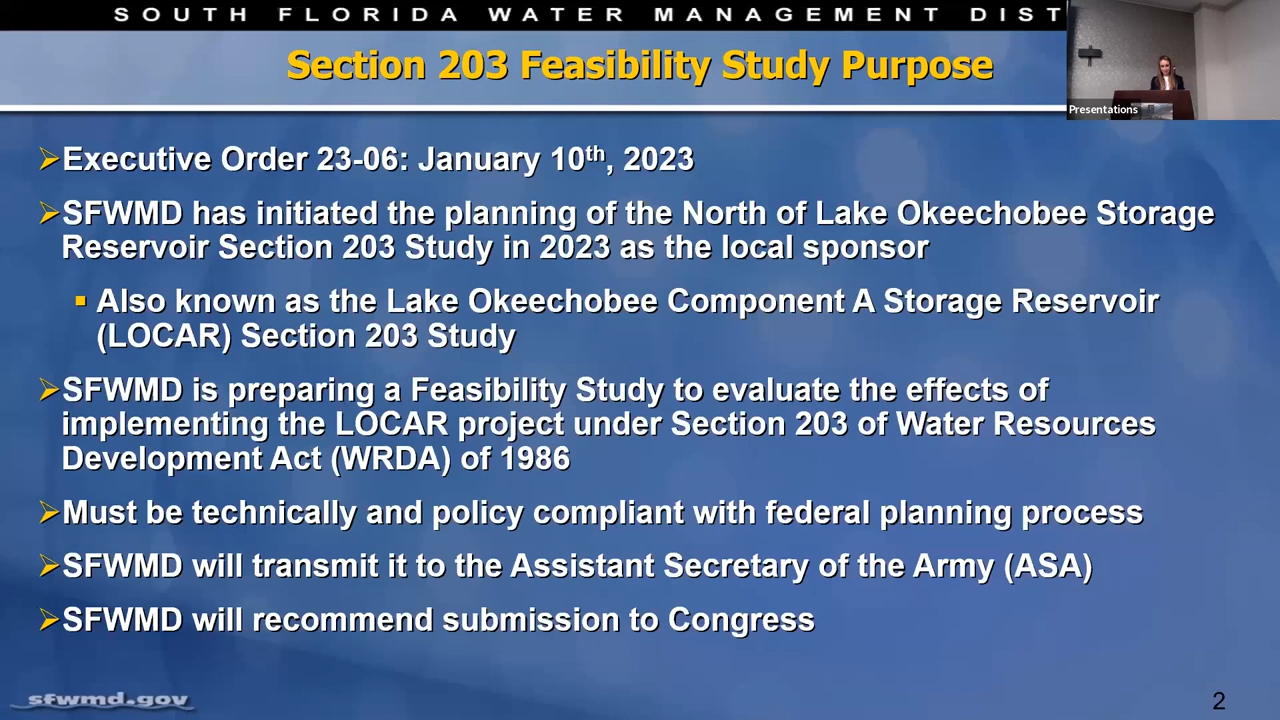 SOUTH FLORIDA WATER MANAGEMENT DIST
Section 203 Feasibility Study Purpose
Presentations
Executive Order 23-06: January 10th, 2023
SFWMD has initiated the planning of the North of Lake Okeechobee Storage
Reservoir Section 203 Study in 2023 as the local sponsor
Also known as the Lake Okeechobee Component A Storage Reservoir
(LOCAR) Section 203 Study
SFWMD is preparing a Feasibility Study to evaluate the effects of
implementing the LOCAR project under Section 203 of Water Resources
Development Act (WRDA) of 1986
Must be technically and policy compliant with federal planning process
SFWMD will transmit it to the Assistant Secretary of the Army (ASA)
SFWMD will recommend submission to Congress
sfwmd.gov
2